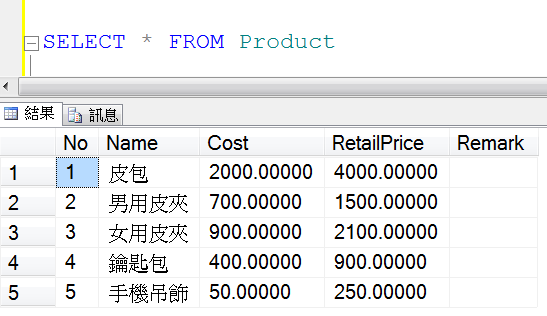 SELECT * FROM Product
結果 訊息
No Name Cost RetailPrice Remark
1 1 皮包 2000.00000 4000.00000
2 2 男用皮夾 700.00000 1500.00000
3 3 女用皮夾 900.00000 2100.00000
4 4 鑰匙包 400.00000 900.00000
5 5 手機吊飾 50.00000 250.00000